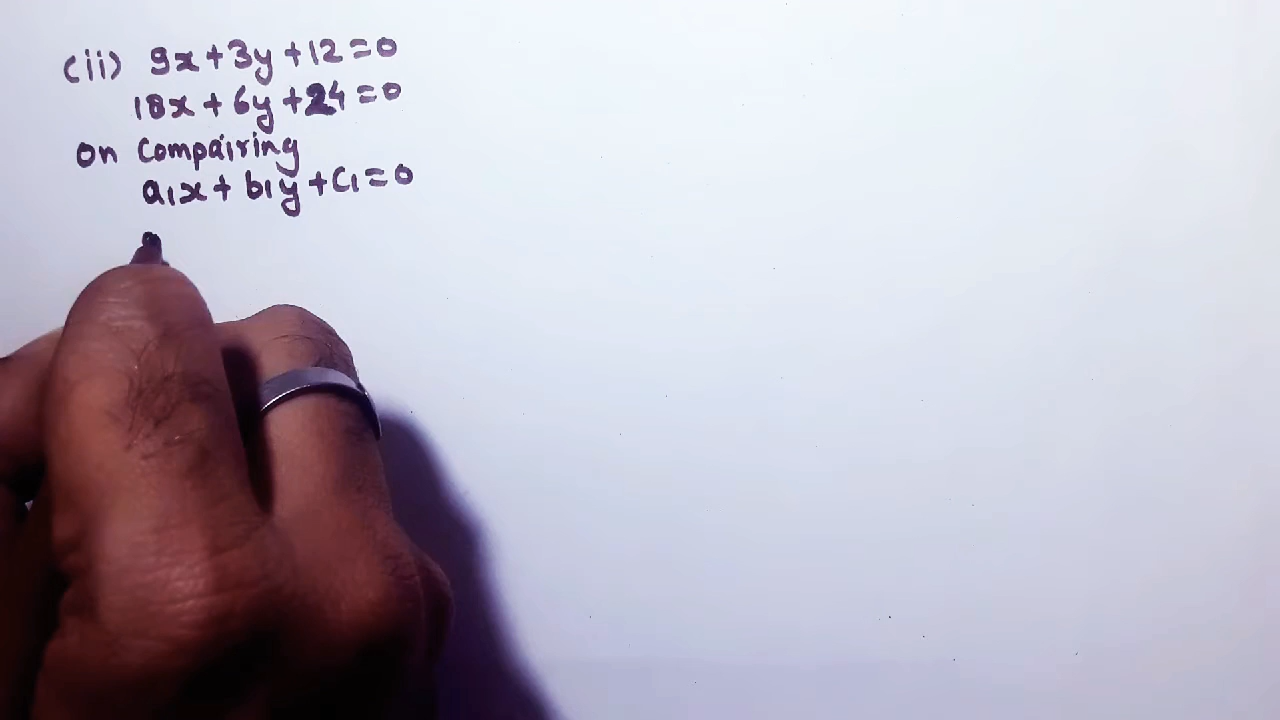 (ii) 9x+3y+12=0
18x+6y+24=0
on compairing
a₁x+b₁y+c₁=0